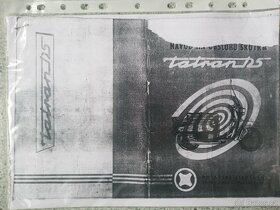 tatran 125
NÁVOD NA OBSLUHU SKÚTRA
tatran 125